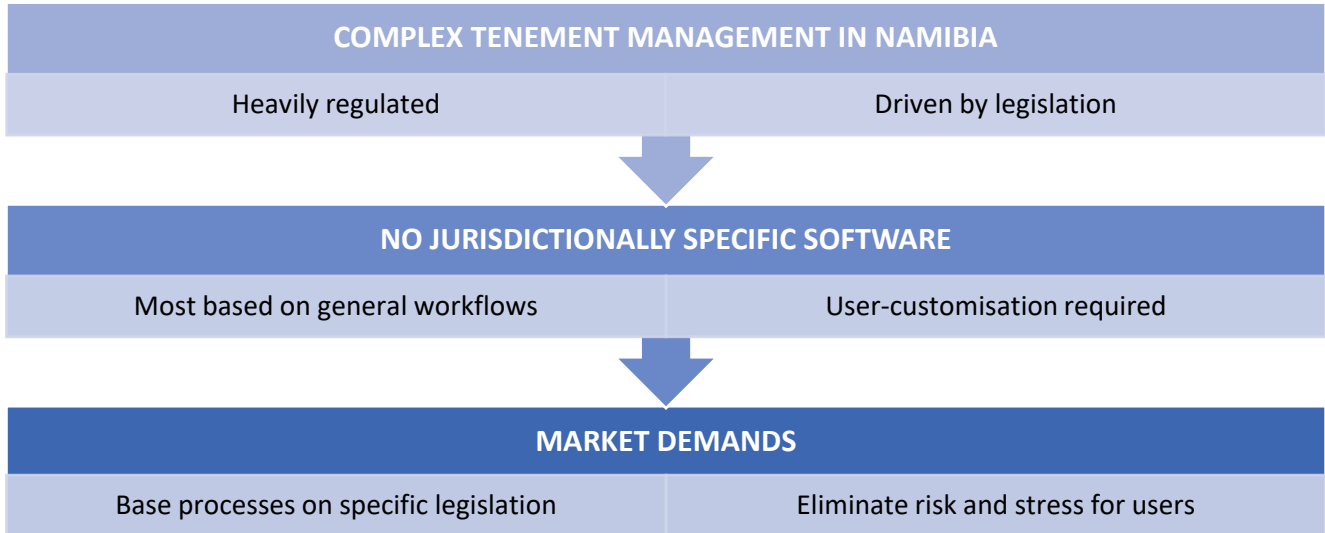 COMPLEX TENEMENT MANAGEMENT IN NAMIBIA
Heavily regulated
Driven by legislation
NO JURISDICTIONALLY SPECIFIC SOFTWARE
Most based on general workflows
User-customisation required
MARKET DEMANDS
Base processes on specific legislation
Eliminate risk and stress for users